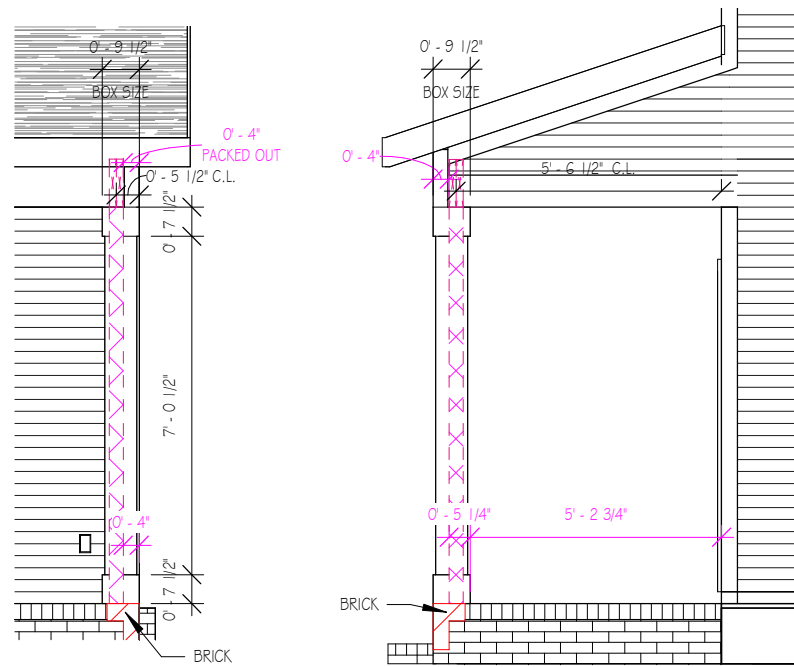 0' - 9 1/2"
BOX SIZE
0' - 4"
PACKED OUT
0' - 5 1/2" C.L.
0' - 7 1/2"
7' - 0 1/2"
0' - 4"
0' - 7 1/2"
BRICK
0' - 9 1/2"
BOX SIZE
0' - 4"
5' - 6 1/2" C.L.
0' - 5 1/4"
5' - 2 3/4"
BRICK